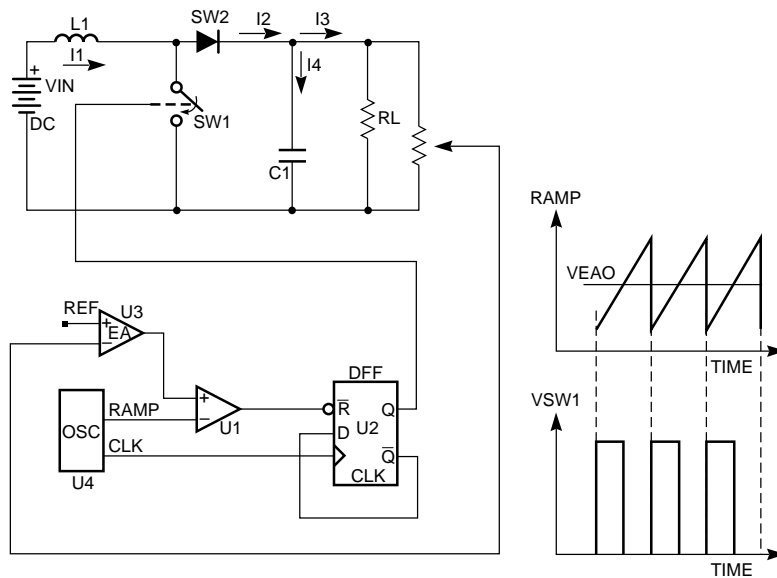 L1
SW2
I2
I3
I1
I4
+
VIN
DC
SW1
RL
C1
RAMP
VEAO
TIME
REF
U3
+
EA
−
DFF
RAMP
+
−
U1
R
Q
D
U2
OSC
CLK
Q
CLK
U4
VSW1
TIME